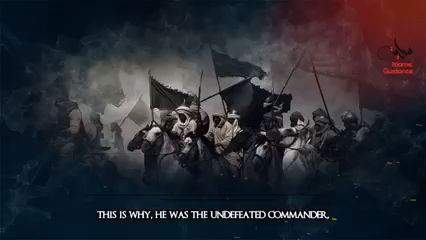 Islamic
Guidance
THIS IS WHY, HE WAS THE UNDEFEATED COMMANDER,